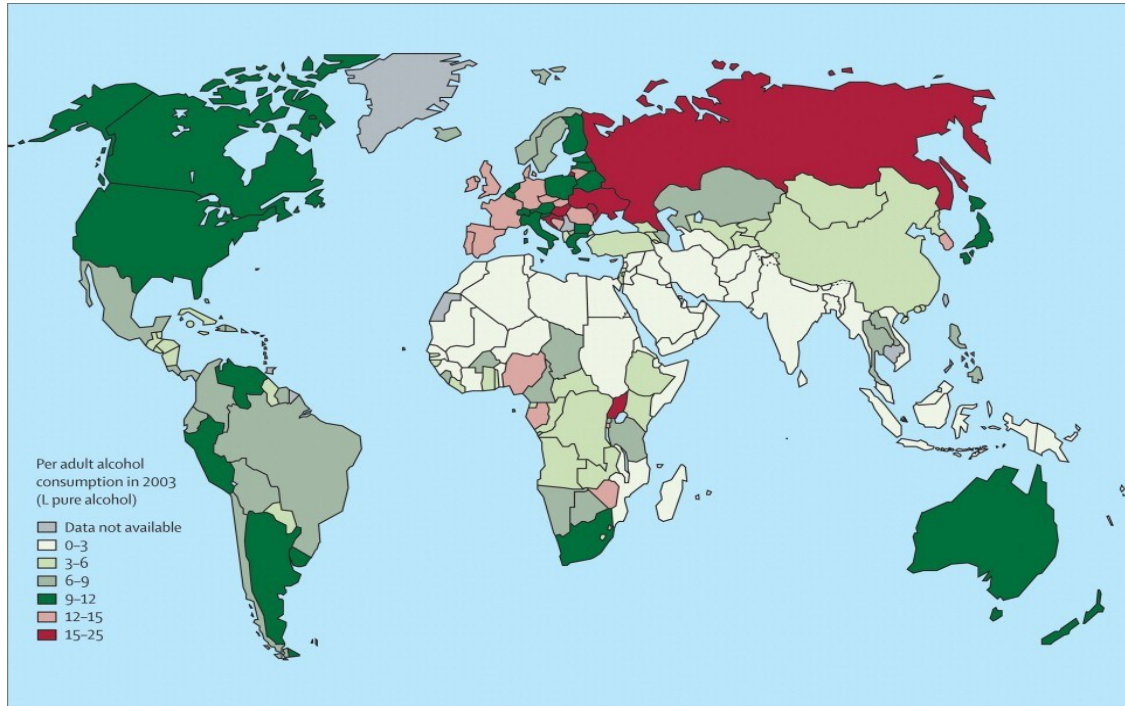 Per adult alcohol
consumption in 2003
(L pure alcohol)
Data not available
0–3
3–6
6–9
9–12
12–15
15–25